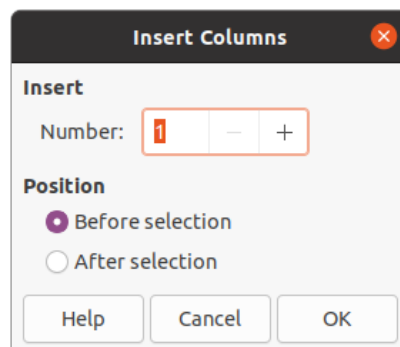 Insert Columns
Insert
Number: 1
Position
Before selection
After selection
Help Cancel OK